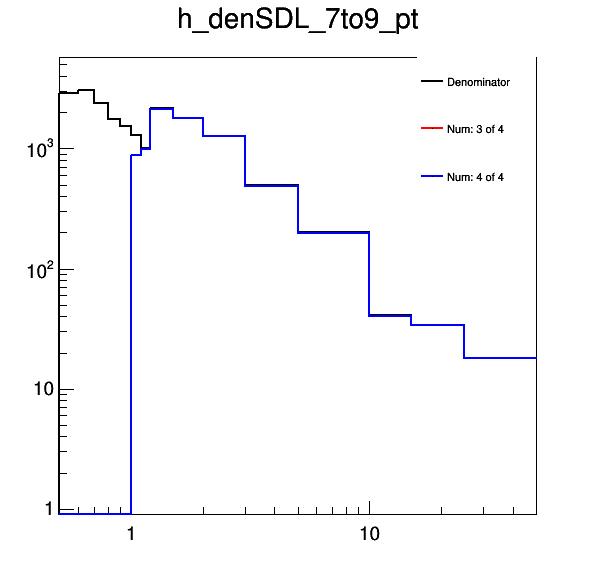 h_denSDL_7to9_pt
Denominator
Num: 3 of 4
Num: 4 of 4
10³
10²
10
1
1
10